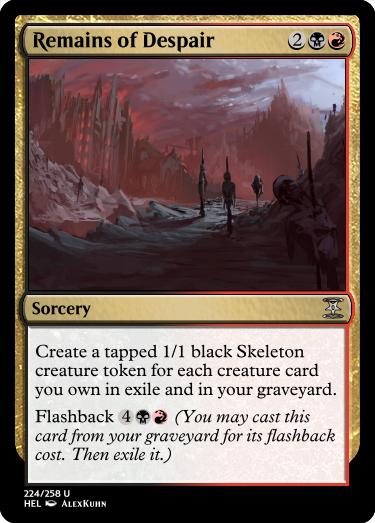 Remains of Despair 2
Sorcery
Create a tapped 1/1 black Skeleton
creature token for each creature card
you own in exile and in your graveyard.
Flashback 4 (You may cast this
card from your graveyard for its flashback
cost. Then exile it.)
224/258 U
HEL AlexKuhn